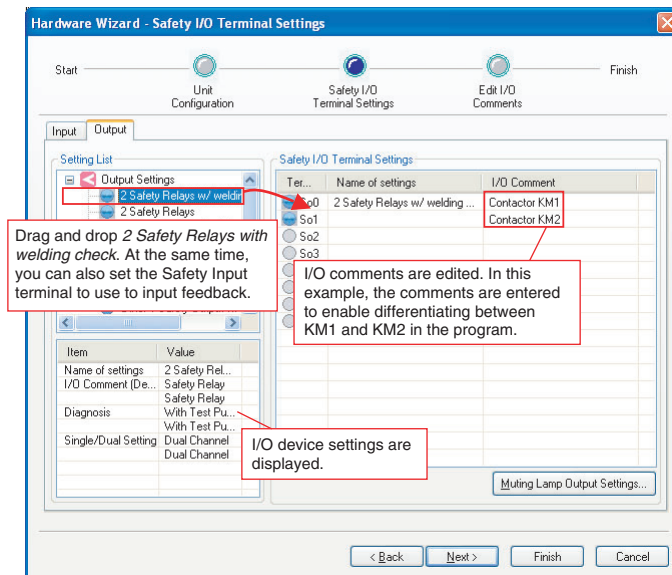 Hardware Wizard - Safety I/O Terminal Settings
Start
Unit
Configuration
Safety I/O
Terminal Settings
Edit I/O
Comments
Finish
Input
Output
Setting List
Output Settings
2 Safety Relays w/ weldin
2 Safety Relays
Drag and drop 2 Safety Relays with
welding check. At the same time,
you can also set the Safety Input
terminal to use to input feedback.
Item Value
Name of settings 2 Safety Rel...
I/O Comment (De... Safety Relay
Safety Relay
Diagnosis With Test Pu...
With Test Pu...
Single/Dual Setting Dual Channel
Dual Channel
I/O device settings are
displayed.
Safety I/O Terminal Settings
Ter... Name of settings I/O Comment
So0 2 Safety Relays w/ welding ... Contactor KM1
So1 Contactor KM2
So2
So3
I/O comments are edited. In this
example, the comments are entered
to enable differentiating between
KM1 and KM2 in the program.
Muting Lamp Output Settings...
< Back
Next >
Finish
Cancel